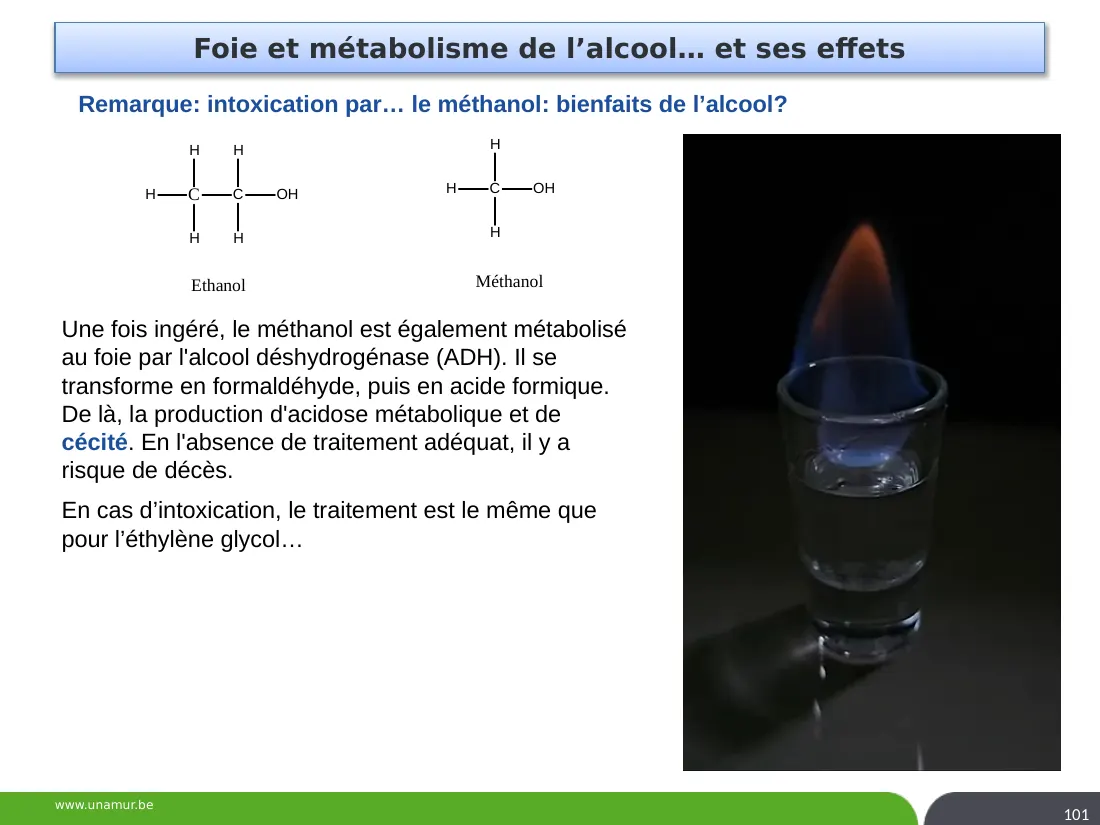 Foie et métabolisme de l’alcool… et ses effets
Remarque: intoxication par… le méthanol: bienfaits de l’alcool?
H H
H C C OH
H H
Ethanol
H
H C OH
H
Méthanol
Une fois ingéré, le méthanol est également métabolisé
au foie par l'alcool déshydrogénase (ADH). Il se
transforme en formaldéhyde, puis en acide formique.
De là, la production d'acidose métabolique et de
cécité. En l'absence de traitement adéquat, il y a
risque de décès.
En cas d’intoxication, le traitement est le même que
pour l’éthylène glycol…
www.unamur.be
101